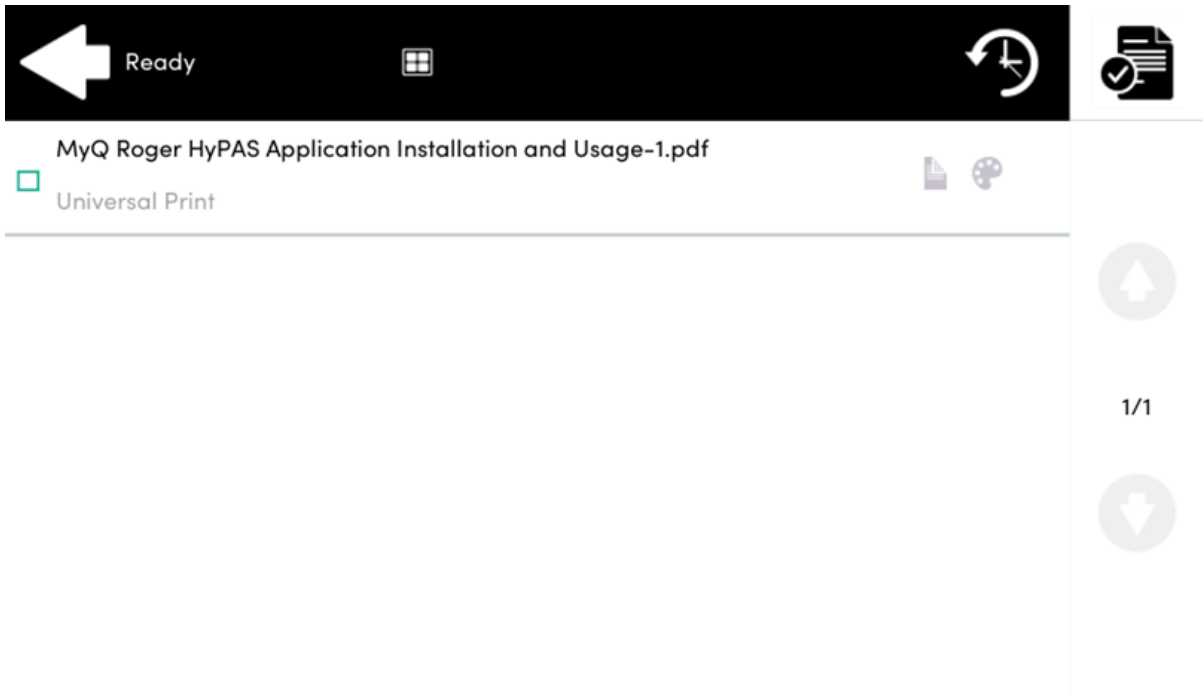 Ready
MyQ Roger HyPAS Application Installation and Usage-1.pdf
Universal Print
1/1